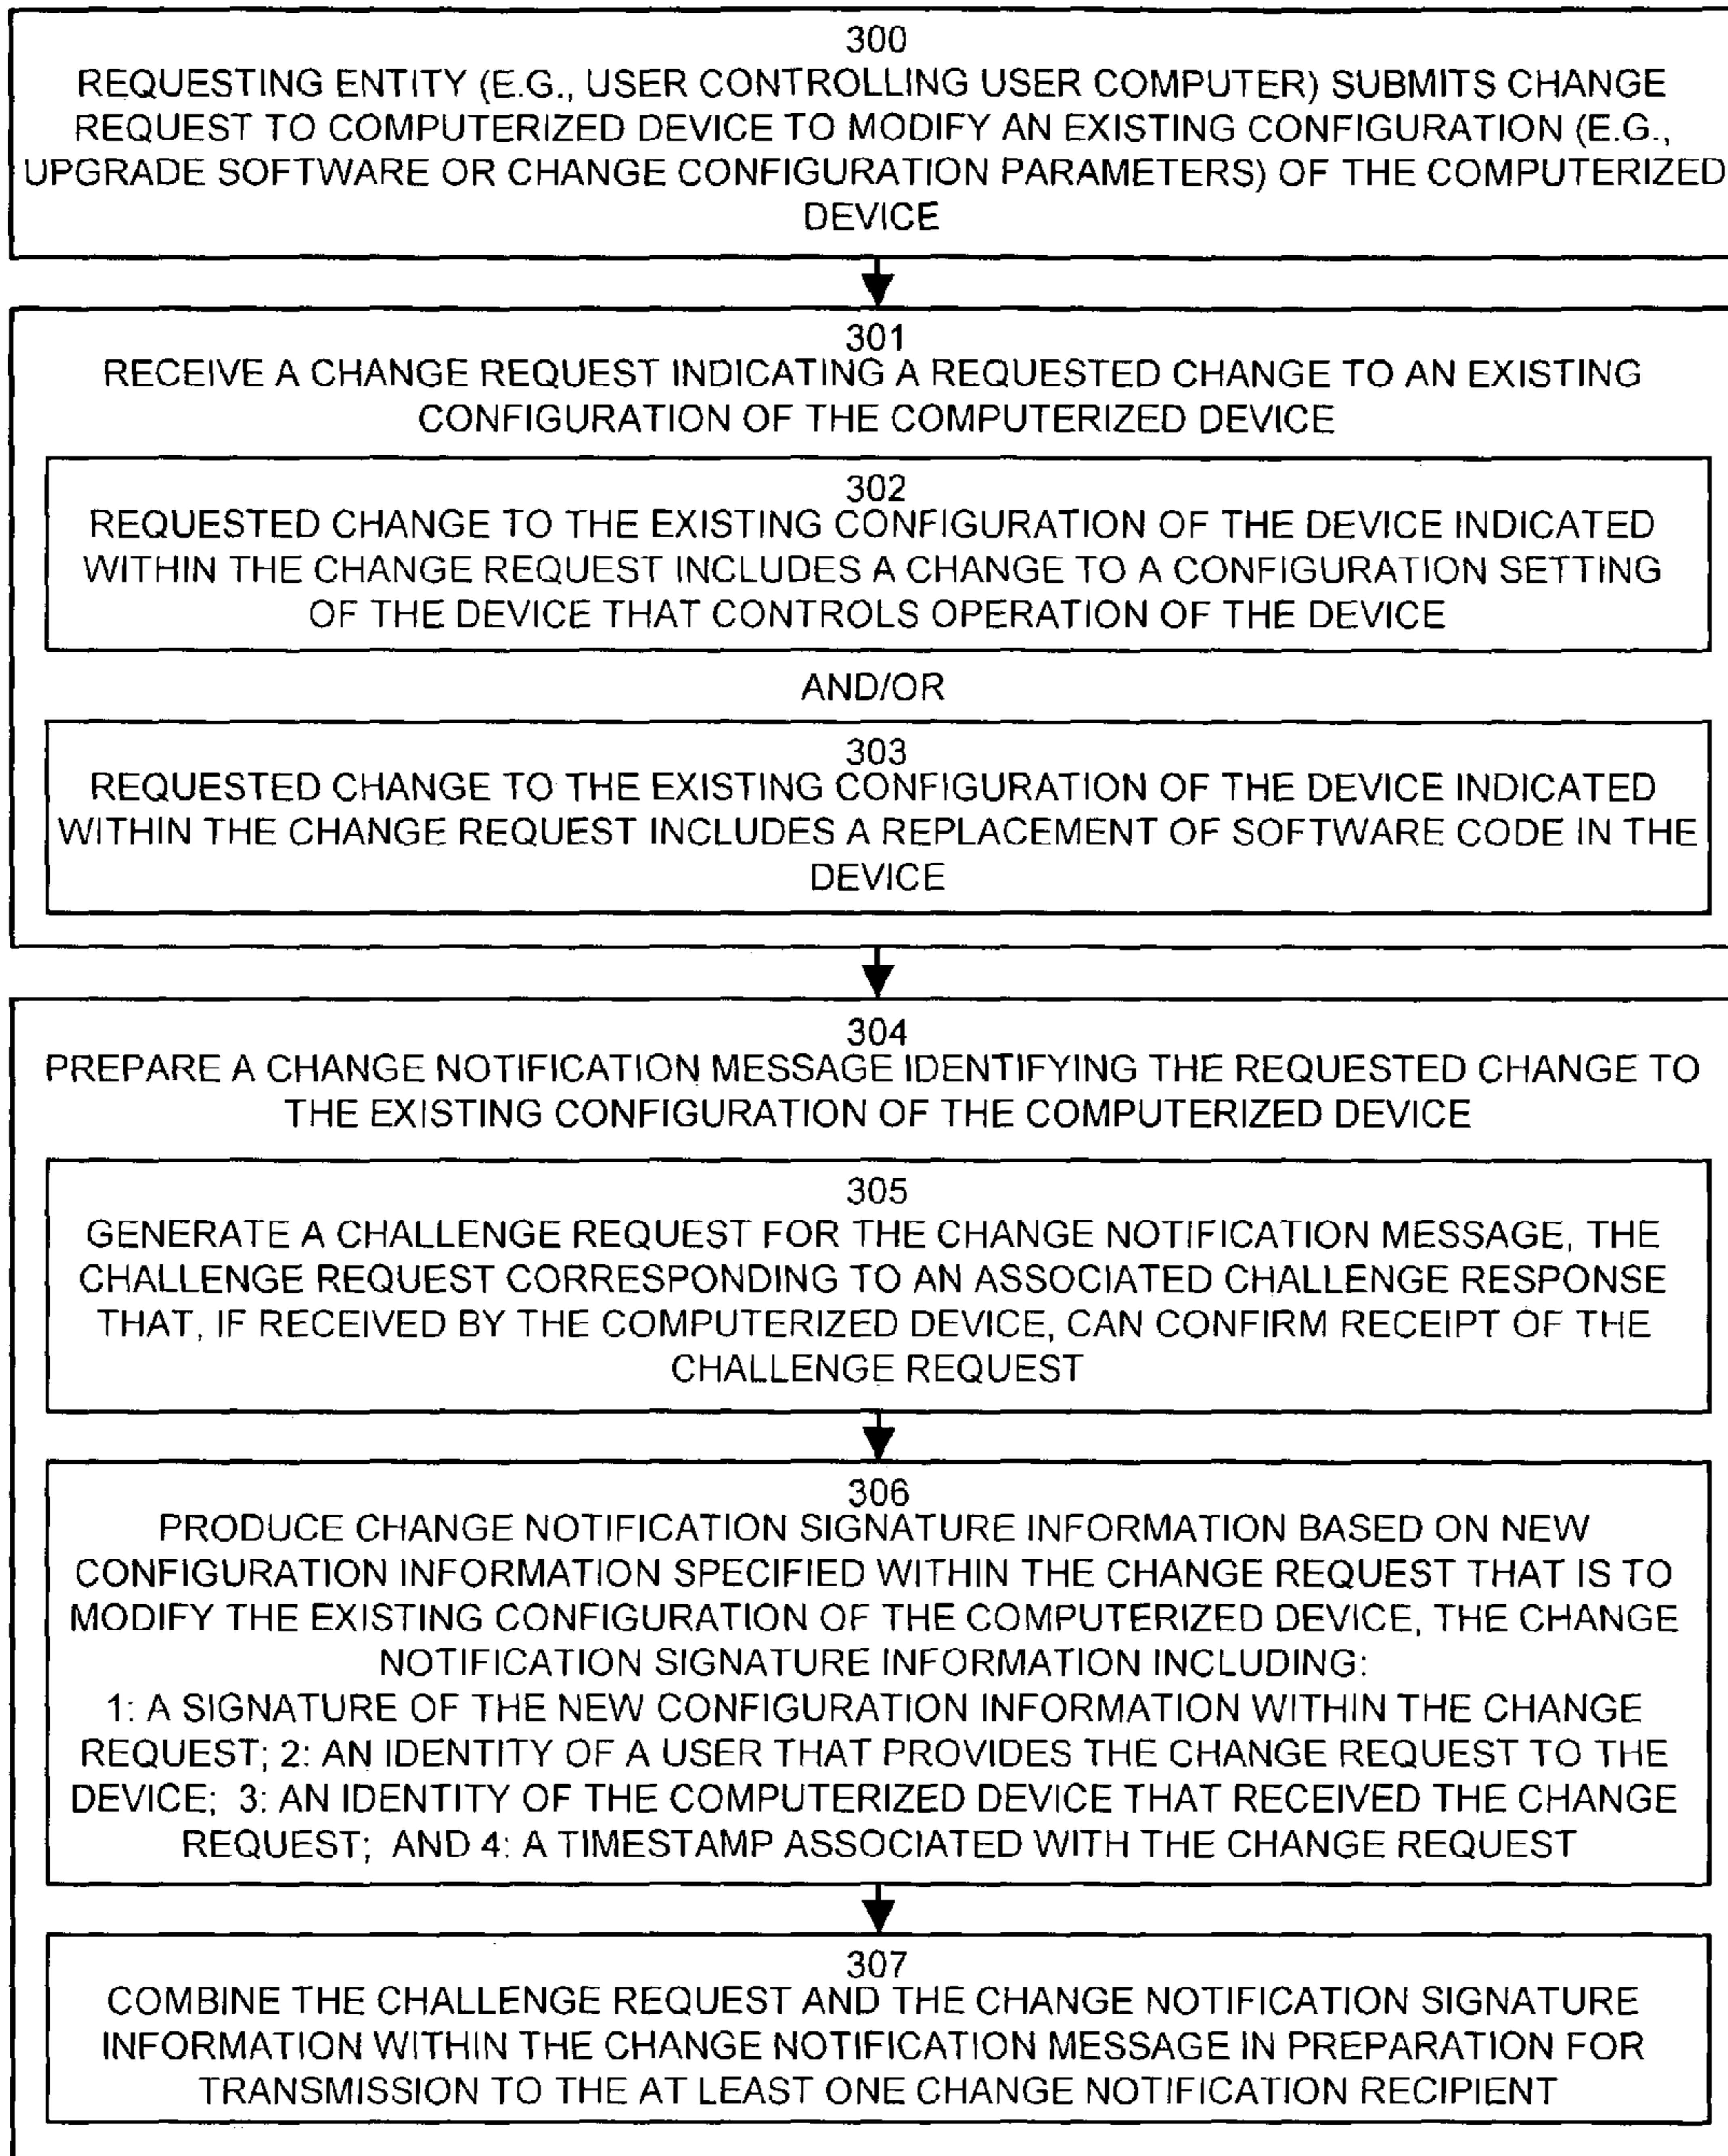 300
REQUESTING ENTITY (E.G., USER CONTROLLING USER COMPUTER) SUBMITS CHANGE
REQUEST TO COMPUTERIZED DEVICE TO MODIFY AN EXISTING CONFIGURATION (E.G.,
UPGRADE SOFTWARE OR CHANGE CONFIGURATION PARAMETERS) OF THE COMPUTERIZED
DEVICE
301
RECEIVE A CHANGE REQUEST INDICATING A REQUESTED CHANGE TO AN EXISTING
CONFIGURATION OF THE COMPUTERIZED DEVICE
302
REQUESTED CHANGE TO THE EXISTING CONFIGURATION OF THE DEVICE INDICATED
WITHIN THE CHANGE REQUEST INCLUDES A CHANGE TO A CONFIGURATION SETTING
OF THE DEVICE THAT CONTROLS OPERATION OF THE DEVICE
AND/OR
303
REQUESTED CHANGE TO THE EXISTING CONFIGURATION OF THE DEVICE INDICATED
WITHIN THE CHANGE REQUEST INCLUDES A REPLACEMENT OF SOFTWARE CODE IN THE
DEVICE
304
PREPARE A CHANGE NOTIFICATION MESSAGE IDENTIFYING THE REQUESTED CHANGE TO
THE EXISTING CONFIGURATION OF THE COMPUTERIZED DEVICE
305
GENERATE A CHALLENGE REQUEST FOR THE CHANGE NOTIFICATION MESSAGE, THE
CHALLENGE REQUEST CORRESPONDING TO AN ASSOCIATED CHALLENGE RESPONSE
THAT, IF RECEIVED BY THE COMPUTERIZED DEVICE, CAN CONFIRM RECEIPT OF THE
CHALLENGE REQUEST
306
PRODUCE CHANGE NOTIFICATION SIGNATURE INFORMATION BASED ON NEW
CONFIGURATION INFORMATION SPECIFIED WITHIN THE CHANGE REQUEST THAT IS TO
MODIFY THE EXISTING CONFIGURATION OF THE COMPUTERIZED DEVICE, THE CHANGE
NOTIFICATION SIGNATURE INFORMATION INCLUDING:
1: A SIGNATURE OF THE NEW CONFIGURATION INFORMATION WITHIN THE CHANGE
REQUEST; 2: AN IDENTITY OF A USER THAT PROVIDES THE CHANGE REQUEST TO THE
DEVICE; 3: AN IDENTITY OF THE COMPUTERIZED DEVICE THAT RECEIVED THE CHANGE
REQUEST; AND 4: A TIMESTAMP ASSOCIATED WITH THE CHANGE REQUEST
307
COMBINE THE CHALLENGE REQUEST AND THE CHANGE NOTIFICATION SIGNATURE
INFORMATION WITHIN THE CHANGE NOTIFICATION MESSAGE IN PREPARATION FOR
TRANSMISSION TO THE AT LEAST ONE CHANGE NOTIFICATION RECIPIENT